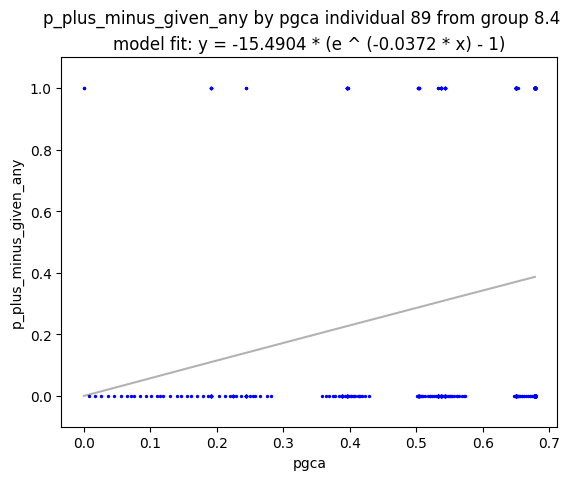 p_plus_minus_given_any by pgca individual 89 from group 8.4
model fit: y = -15.4904 * (e ^ (-0.0372 * x) - 1)
1.0
0.8
0.6
0.4
0.2
0.0
p_plus_minus_given_any
0.0 0.1 0.2 0.3 0.4 0.5 0.6 0.7
pgca